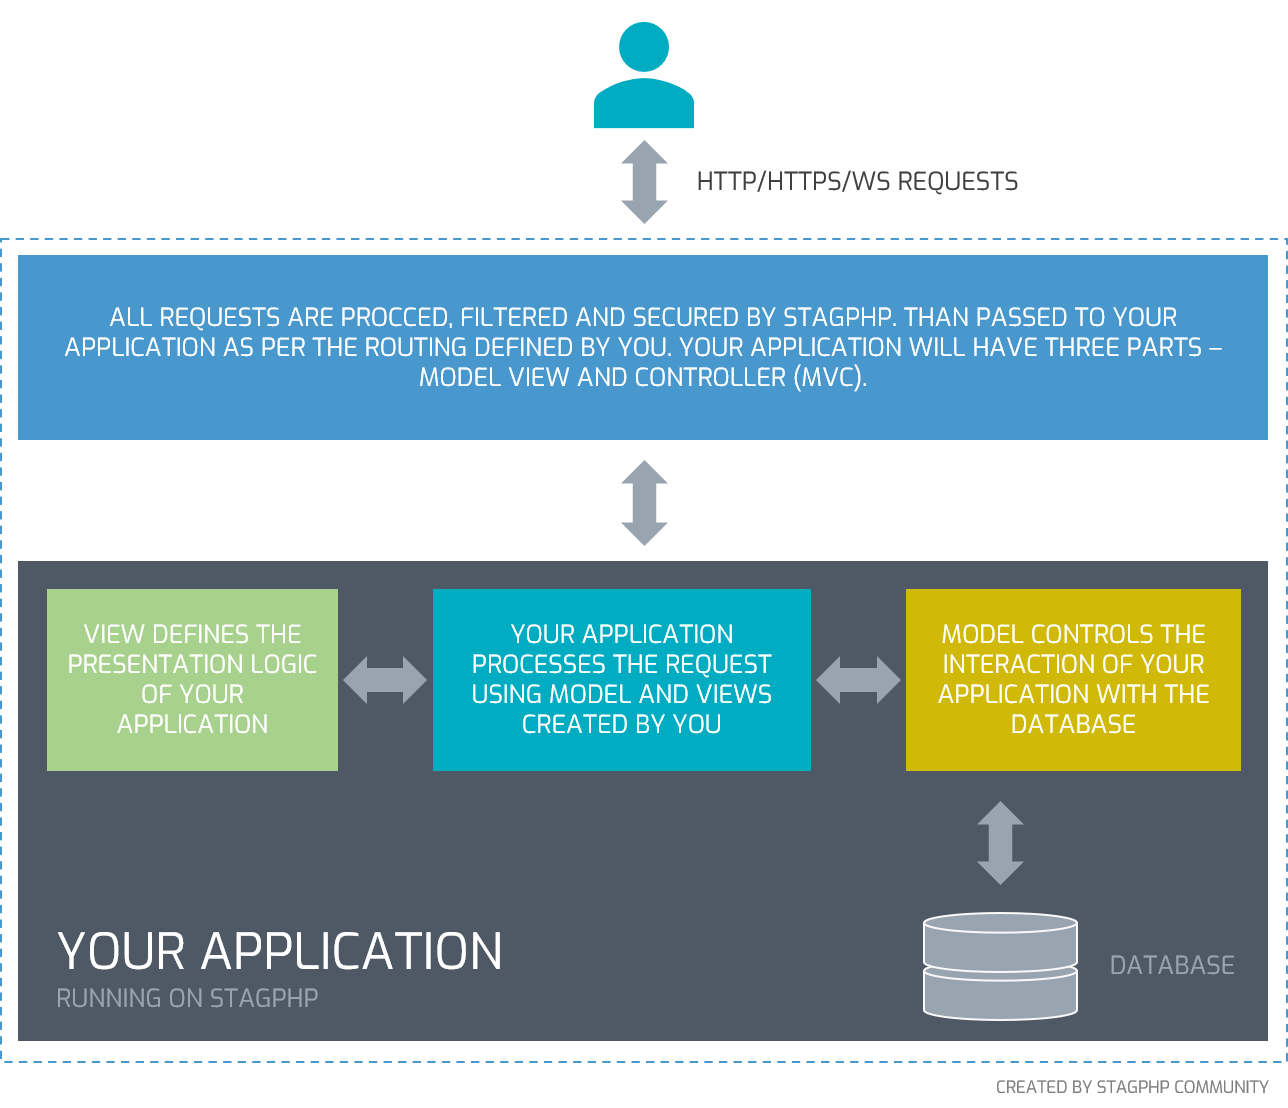 HTTP/HTTPS/WS REQUESTS
ALL REQUESTS ARE PROCCED, FILTERED AND SECURED BY STAGPHP. THAN PASSED TO YOUR
APPLICATION AS PER THE ROUTING DEFINED BY YOU. YOUR APPLICATION WILL HAVE THREE PARTS –
MODEL VIEW AND CONTROLLER (MVC).
VIEW DEFINES THE
PRESENTATION LOGIC
OF YOUR
APPLICATION
YOUR APPLICATION
PROCESSES THE REQUEST
USING MODEL AND VIEWS
CREATED BY YOU
MODEL CONTROLS THE
INTERACTION OF YOUR
APPLICATION WITH THE
DATABASE
YOUR APPLICATION
RUNNING ON STAGPHP
DATABASE
CREATED BY STAGPHP COMMUNITY